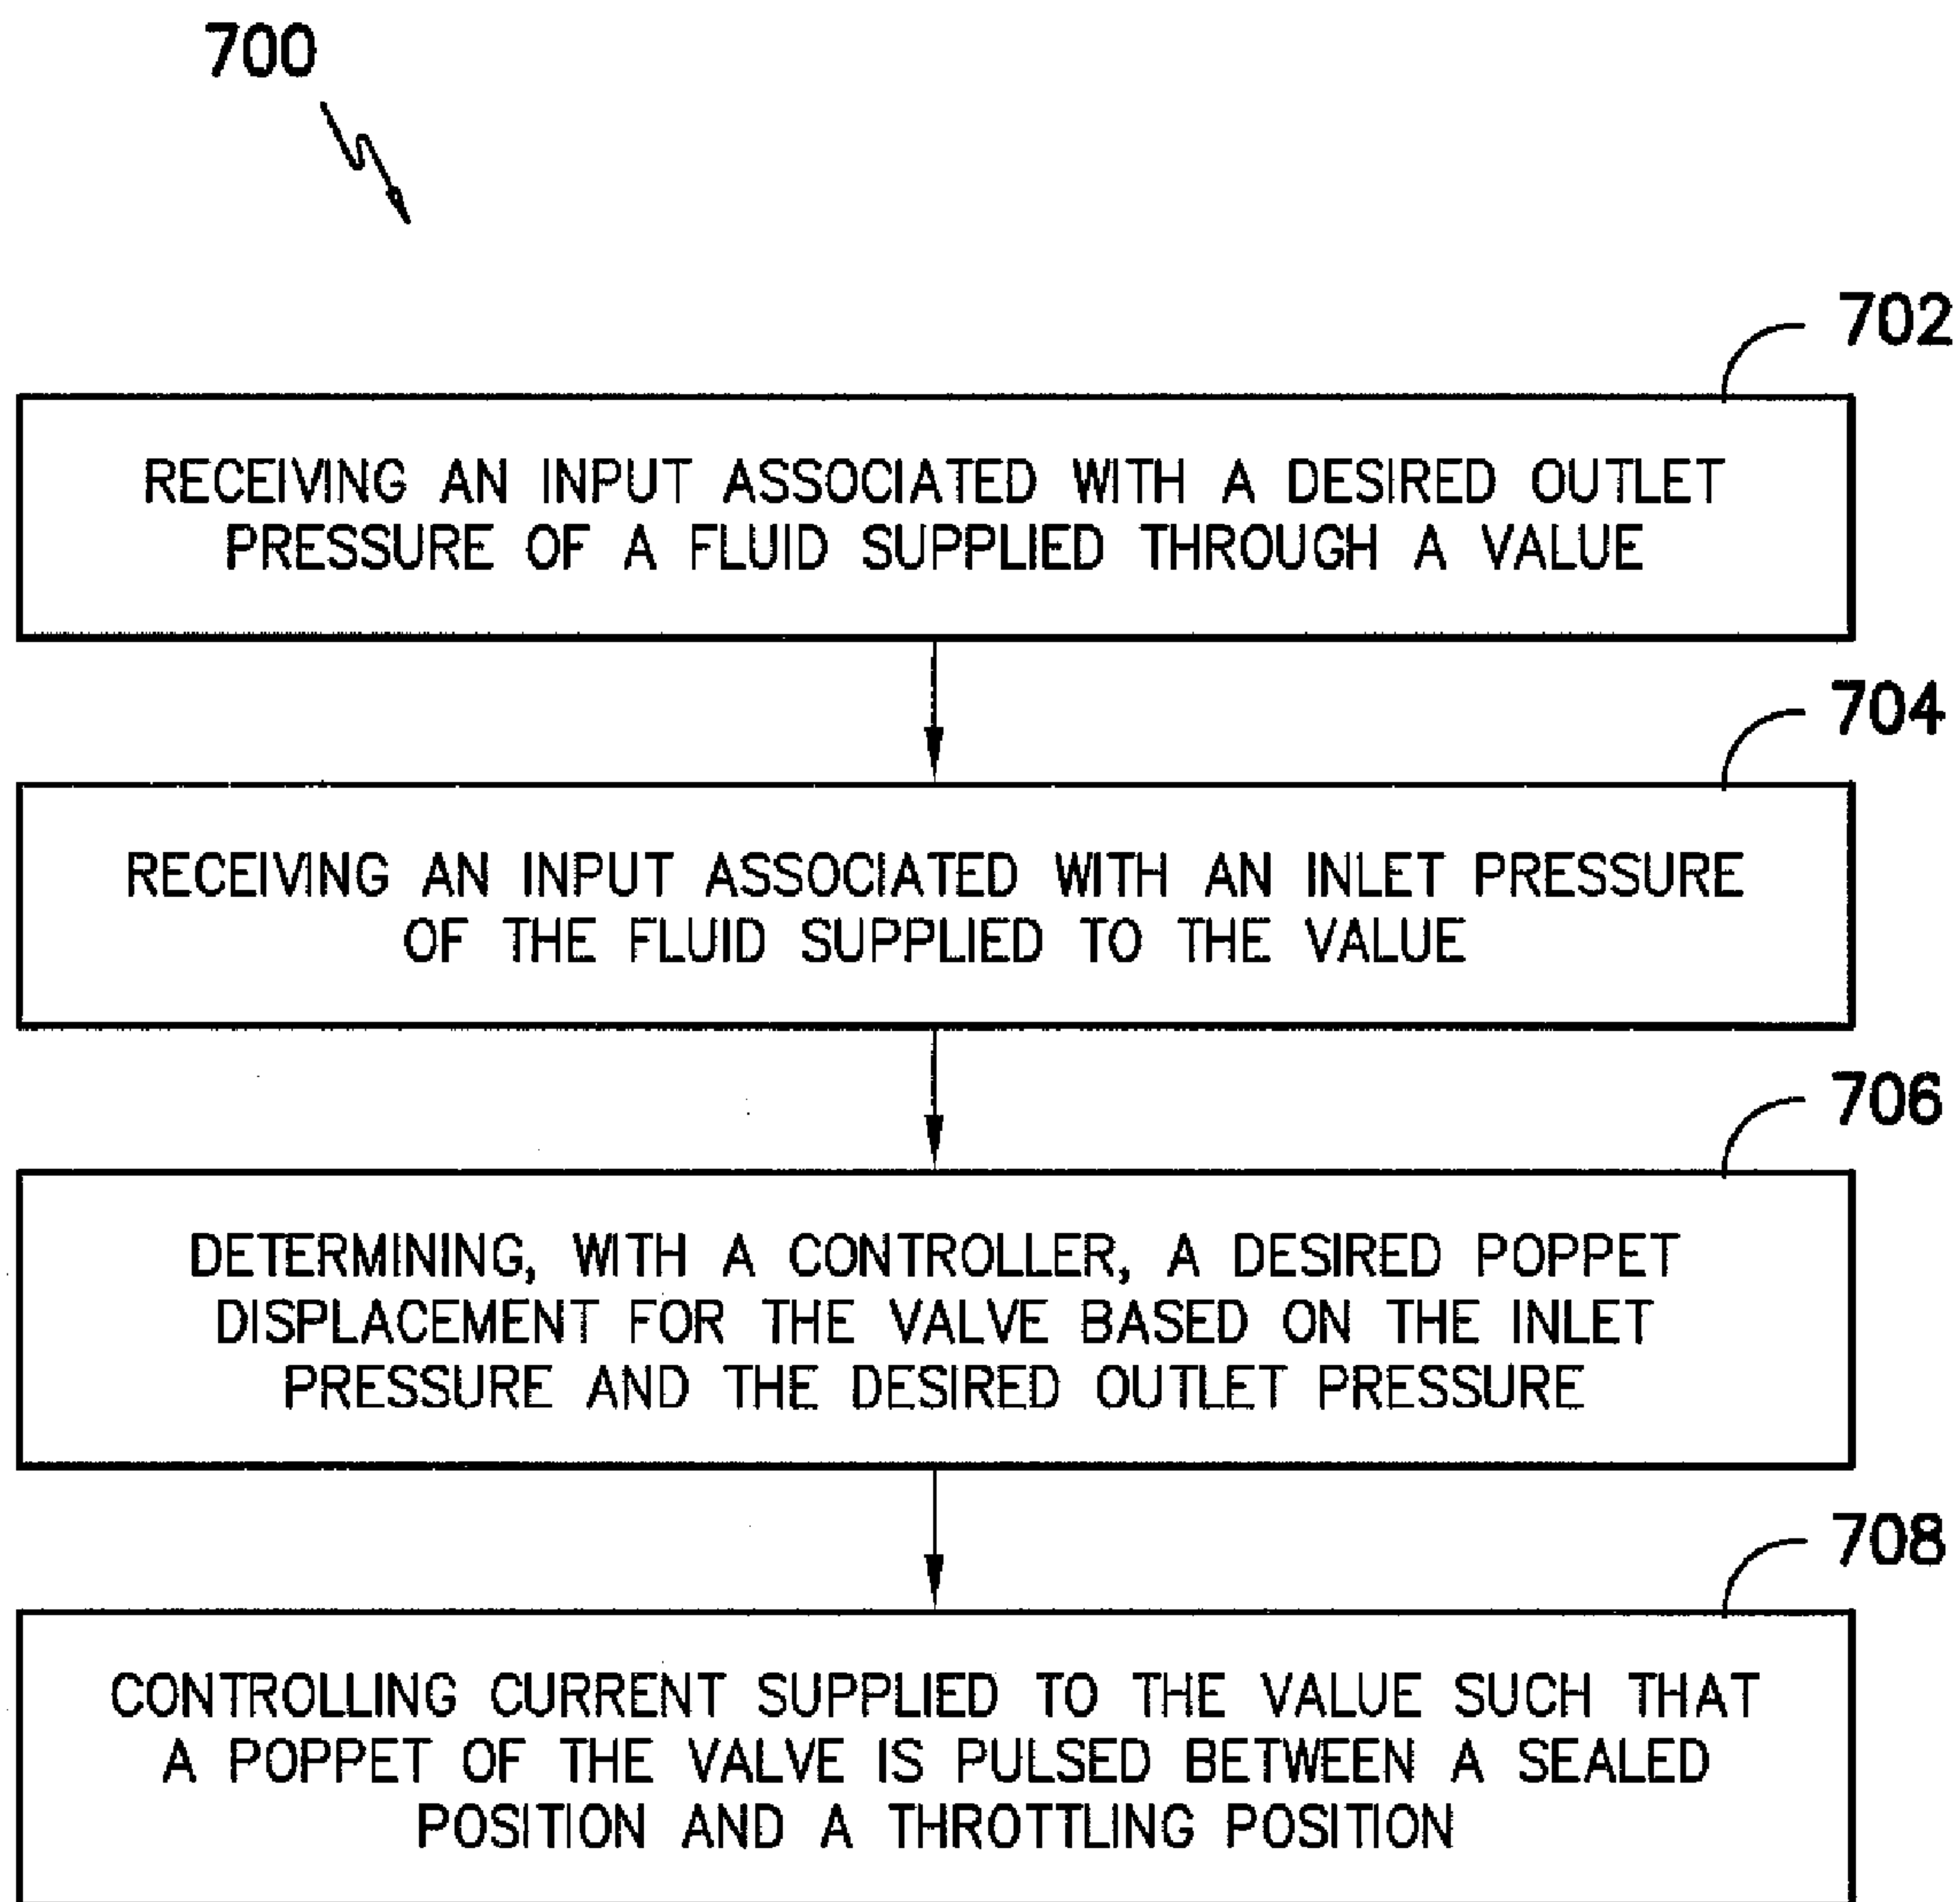 700
702
RECEIVING AN INPUT ASSOCIATED WITH A DESIRED OUTLET
PRESSURE OF A FLUID SUPPLIED THROUGH A VALUE
704
RECEIVING AN INPUT ASSOCIATED WITH AN INLET PRESSURE
OF THE FLUID SUPPLIED TO THE VALUE
706
DETERMINING, WITH A CONTROLLER, A DESIRED POPPET
DISPLACEMENT FOR THE VALVE BASED ON THE INLET
PRESSURE AND THE DESIRED OUTLET PRESSURE
708
CONTROLLING CURRENT SUPPLIED TO THE VALUE SUCH THAT
A POPPET OF THE VALVE IS PULSED BETWEEN A SEALED
POSITION AND A THROTTLING POSITION